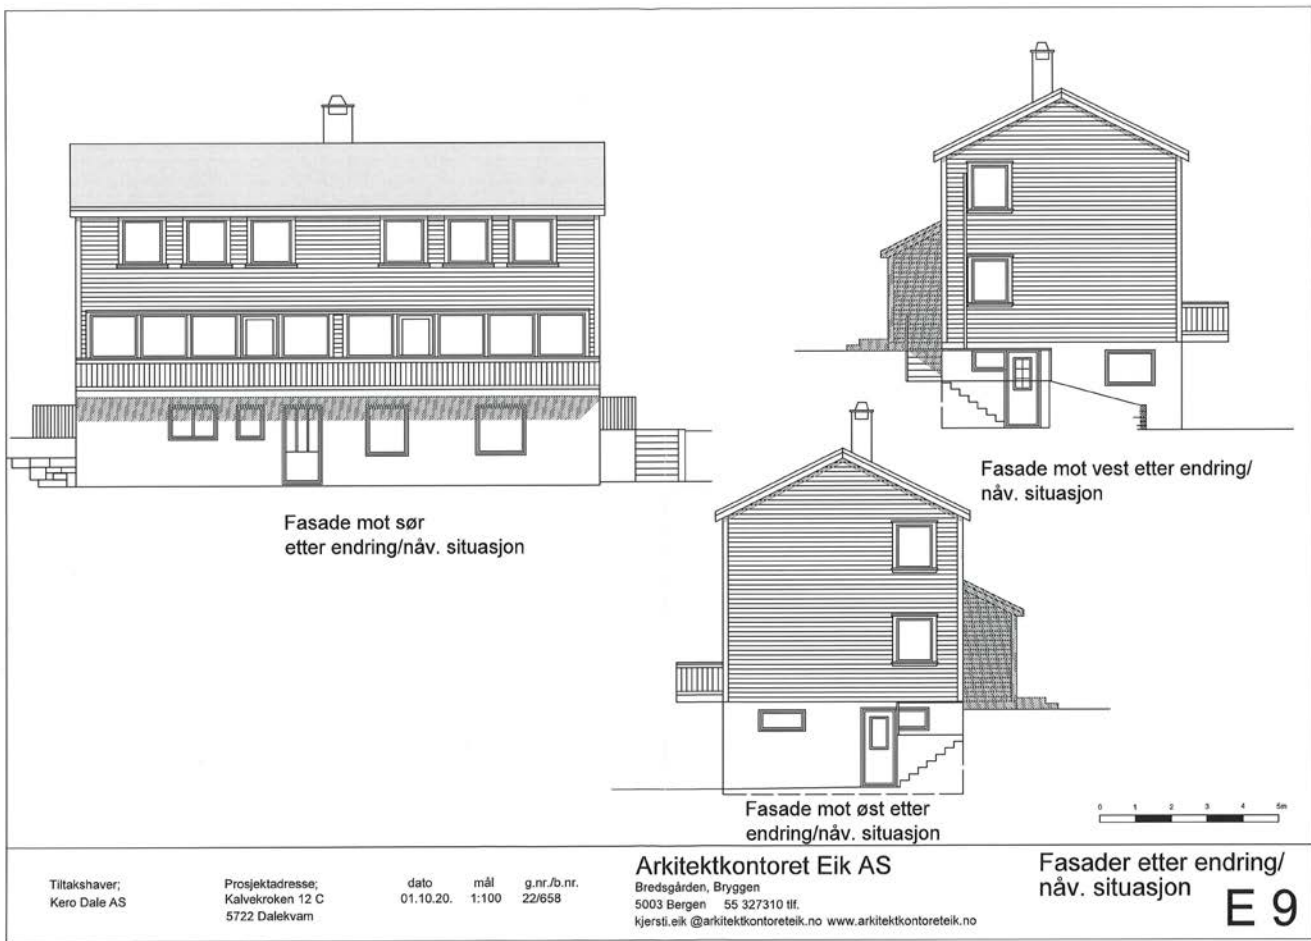 Fasade mot sør
etter endring/nåv. situasjon
Fasade mot vest etter endring/
nåv. situasjon
Fasade mot øst etter
endring/nåv. situasjon
0 1 2 3 4 5m
Tiltakshaver;
Kero Dale AS
Prosjektadresse;
Kalvekroken 12 C
5722 Dalekvam
dato mål g.nr./b.nr.
01.10.20. 1:100 22/658
Arkitektkontoret Eik AS
Bredsgården, Bryggen
5003 Bergen 55 327310 tlf.
kjersti.eik @arkitektkontoreteik.no www.arkitektkontoreteik.no
Fasader etter endring/
nåv. situasjon
E 9